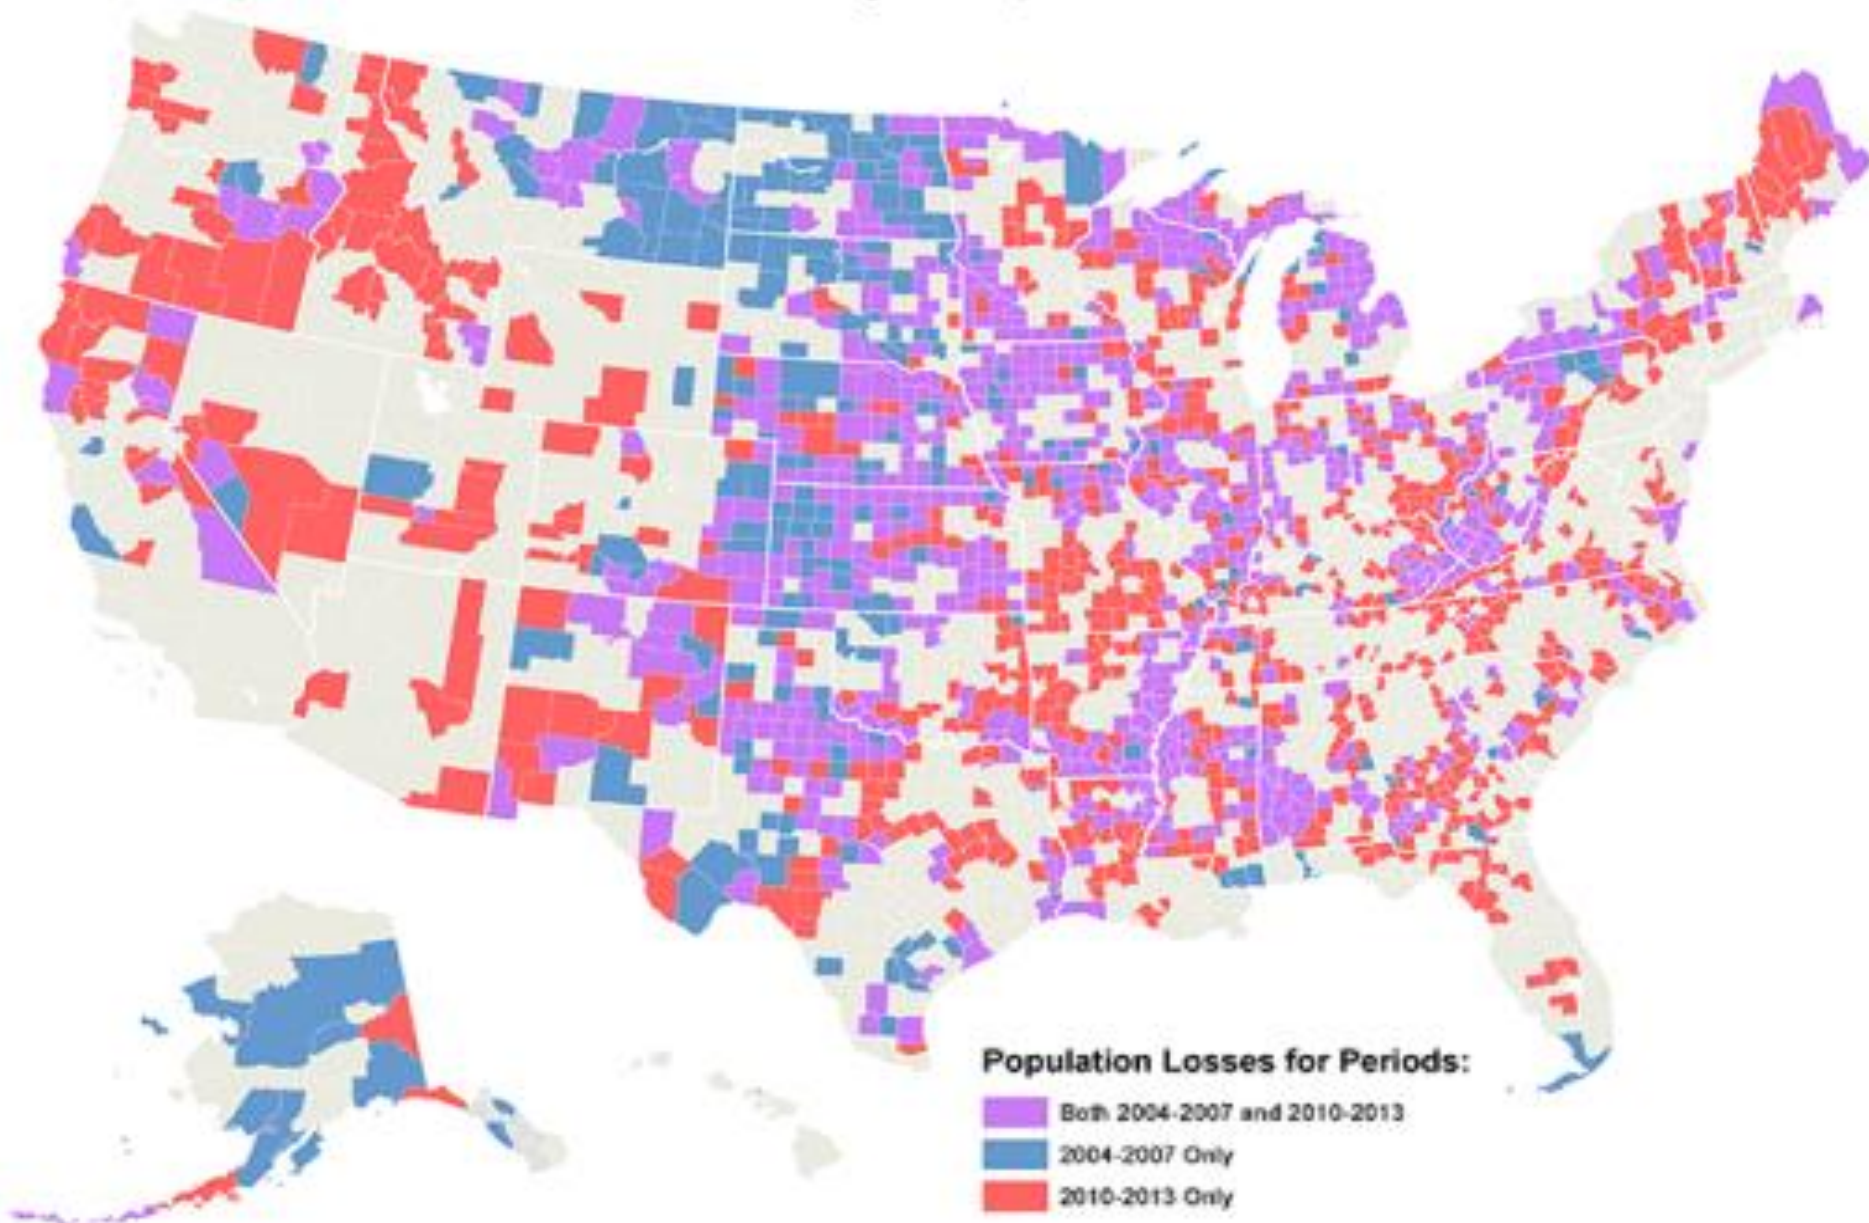 Population Losses for Periods:
Both 2004-2007 and 2010-2013
2004-2007 Only
2010-2013 Only